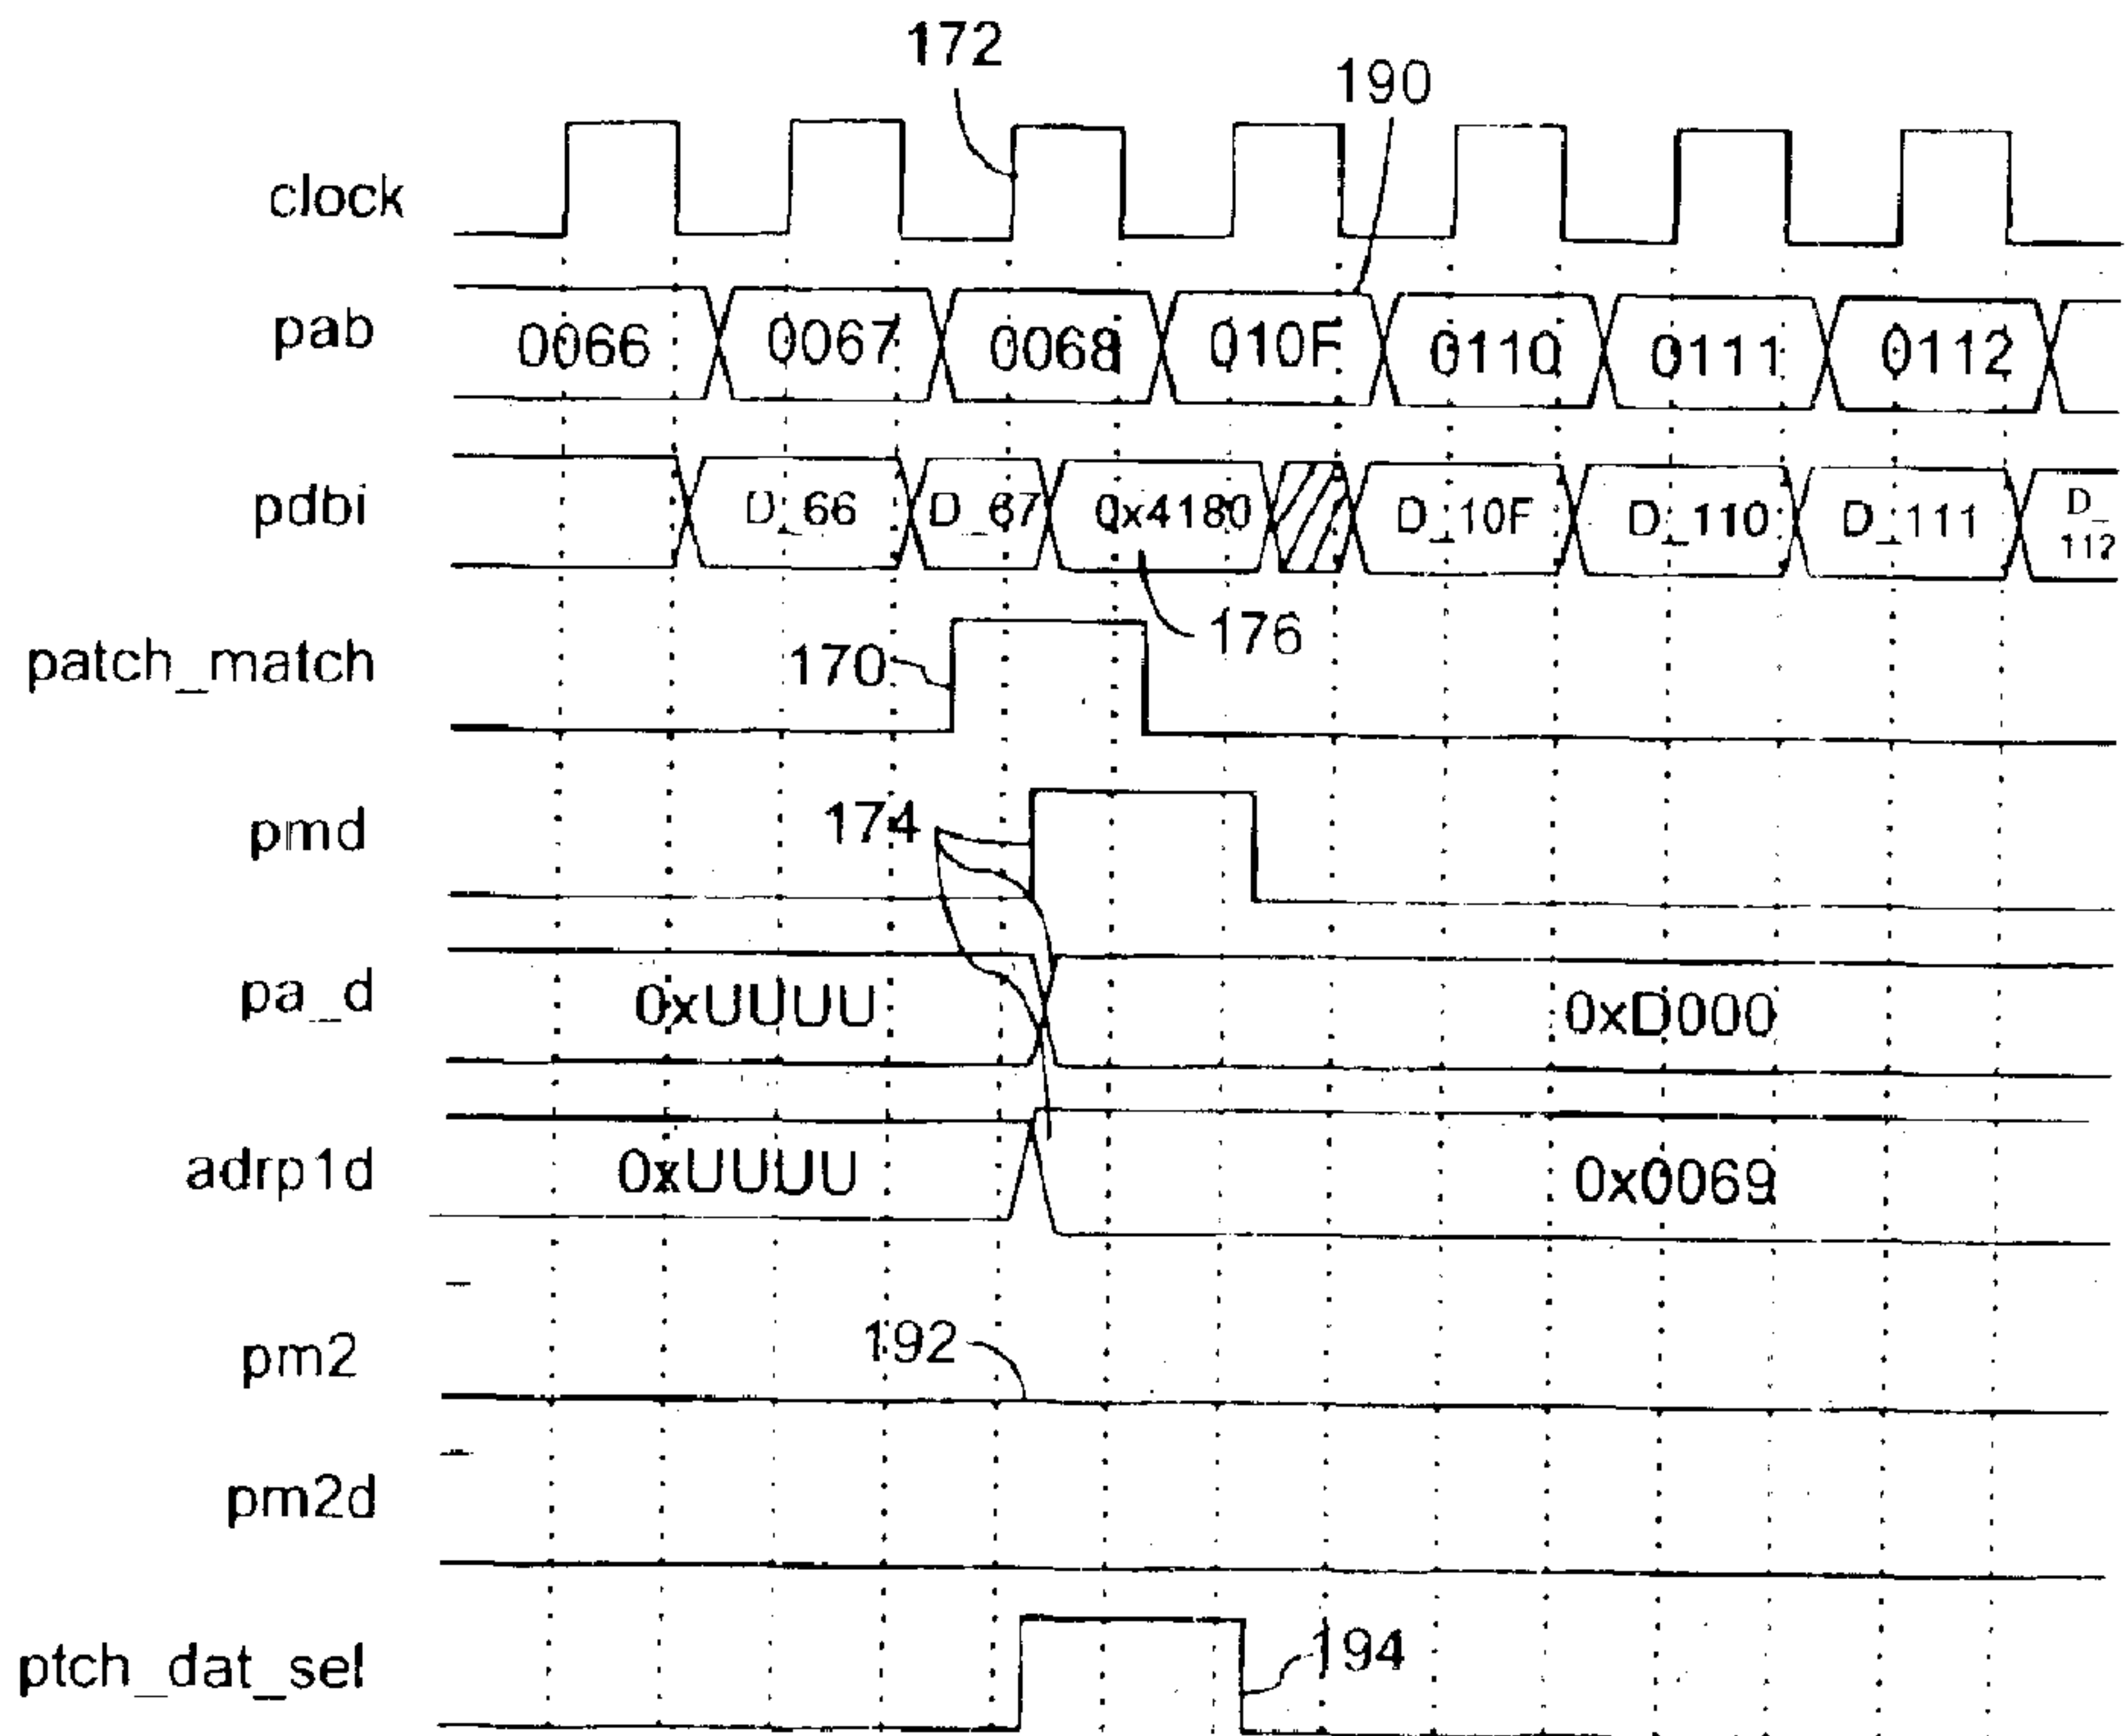 172
190
clock
pab 0066 0067 0068 010F 0110 0111 0112
pdbi D_66 D_67 0x4180 D_10F D_110 D_111 D_112
176
patch_match 170
pmd 174
pa_d 0xUUUU 0xD000
adrp1d 0xUUUU 0x0069
pm2 192
pm2d
ptch_dat_sel 194